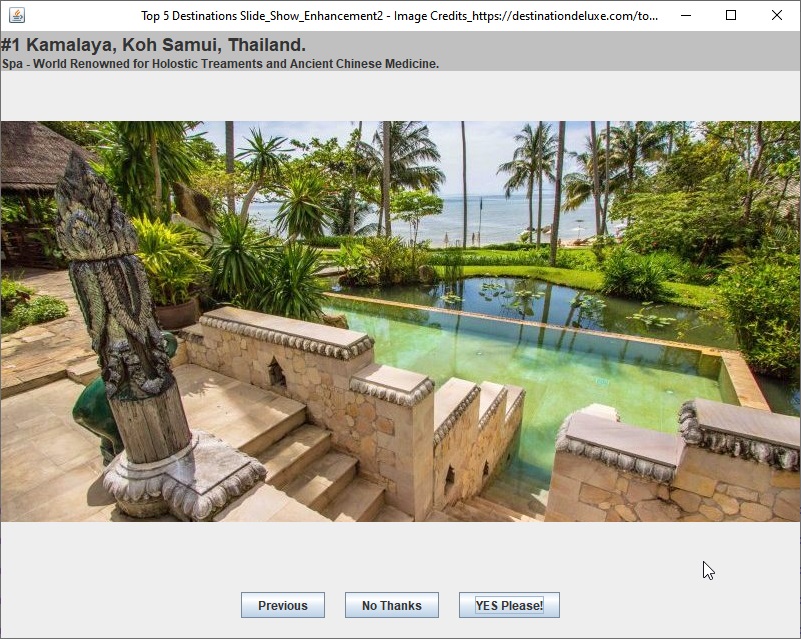 Top 5 Destinations Slide_Show_Enhancement2 - Image Credits_https://destinationdeluxe.com/to...
#1 Kamalaya, Koh Samui, Thailand.
Spa - World Renowned for Holostic Treaments and Ancient Chinese Medicine.
Previous No Thanks YES Please!